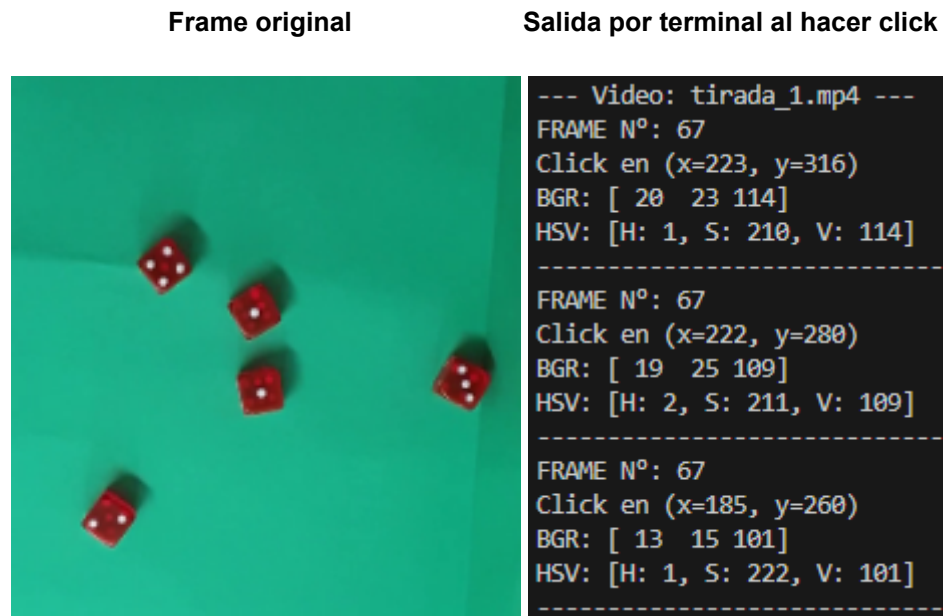 Frame original
Salida por terminal al hacer click
--- Video: tirada_1.mp4 ---
FRAME Nº: 67
Click en (x=223, y=316)
BGR: [ 20  23 114]
HSV: [H: 1, S: 210, V: 114]
------------------------------
FRAME Nº: 67
Click en (x=222, y=280)
BGR: [ 19  25 109]
HSV: [H: 2, S: 211, V: 109]
------------------------------
FRAME Nº: 67
Click en (x=185, y=260)
BGR: [ 13  15 101]
HSV: [H: 1, S: 222, V: 101]
------------------------------